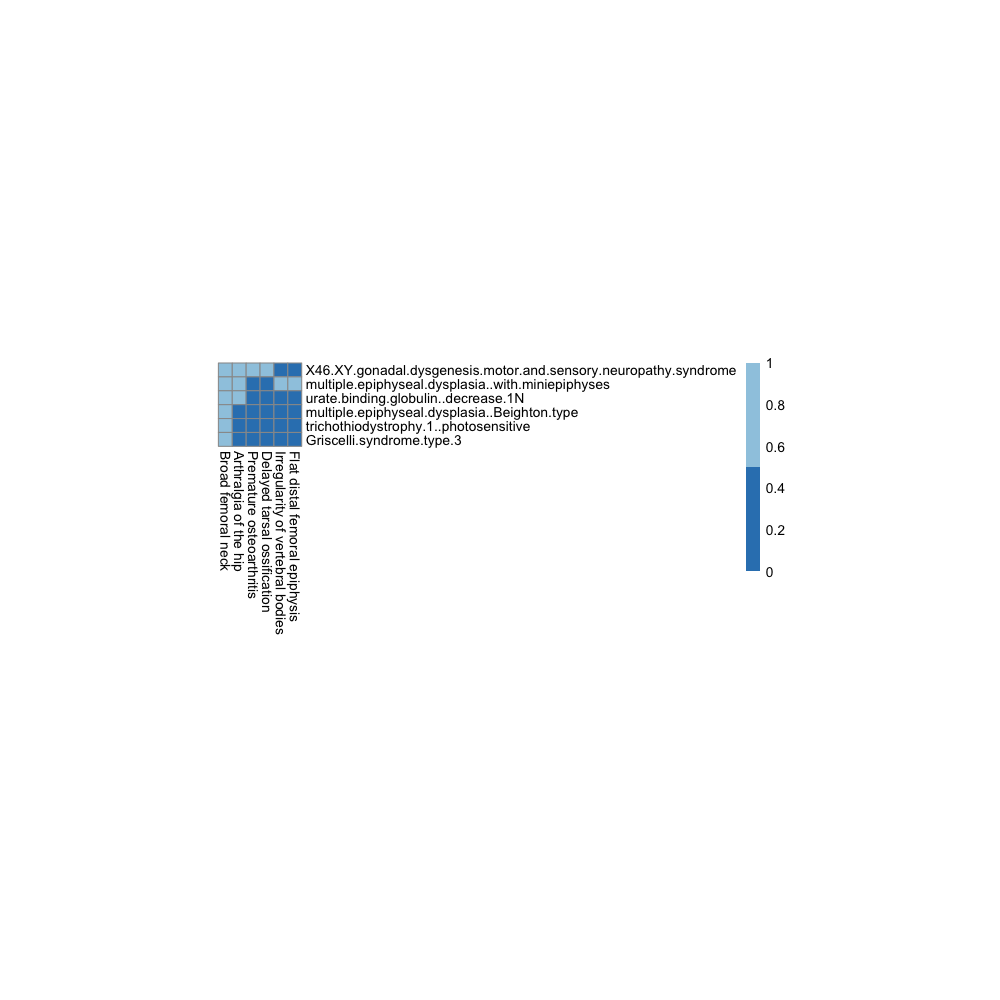 X46.XY.gonadal.dysgenesis.motor.and.sensory.neuropathy.syndrome
multiple.epiphyseal.dysplasia..with.miniepiphyses
urate.binding.globulin..decrease.1N
multiple.epiphyseal.dysplasia..Beighton.type
trichothiodystrophy.1..photosensitive
Griscelli.syndrome.type.3
Broad femoral neck
Arthralgia of the hip
Premature osteoarthritis
Delayed tarsal ossification
Irregularity of vertebral bodies
Flat distal femoral epiphysis
1
0.8
0.6
0.4
0.2
0